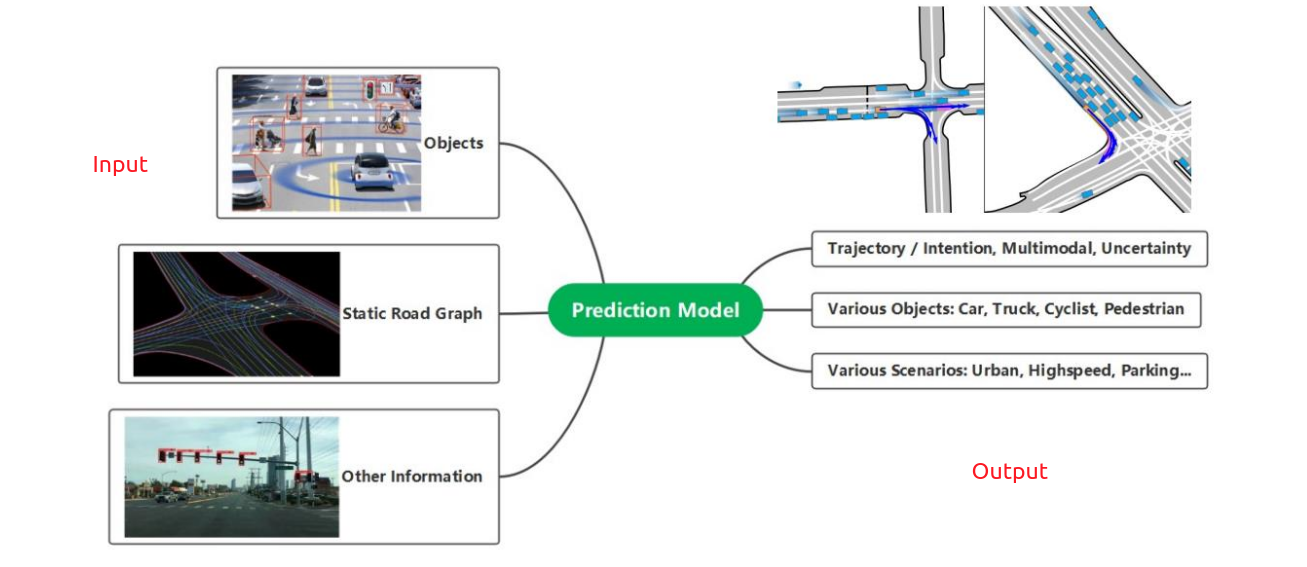 Input
Objects
Static Road Graph
Other Information
Prediction Model
Trajectory / Intention, Multimodal, Uncertainty
Various Objects: Car, Truck, Cyclist, Pedestrian
Various Scenarios: Urban, Highspeed, Parking...
Output